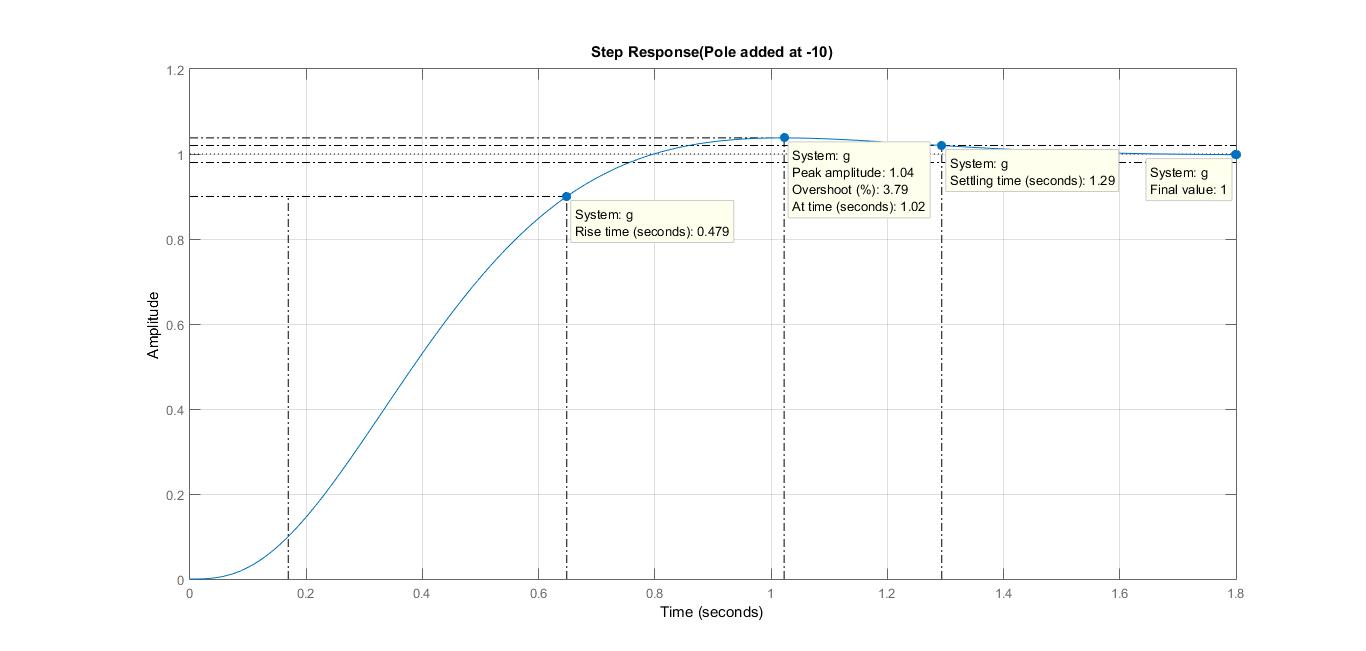 Step Response(Pole added at -10)
1.2
1
0.8
0.6
0.4
0.2
0
Amplitude
System: g
Rise time (seconds): 0.479
System: g
Peak amplitude: 1.04
Overshoot (%): 3.79
At time (seconds): 1.02
System: g
Settling time (seconds): 1.29
System: g
Final value: 1
0 0.2 0.4 0.6 0.8 1 1.2 1.4 1.6 1.8
Time (seconds)